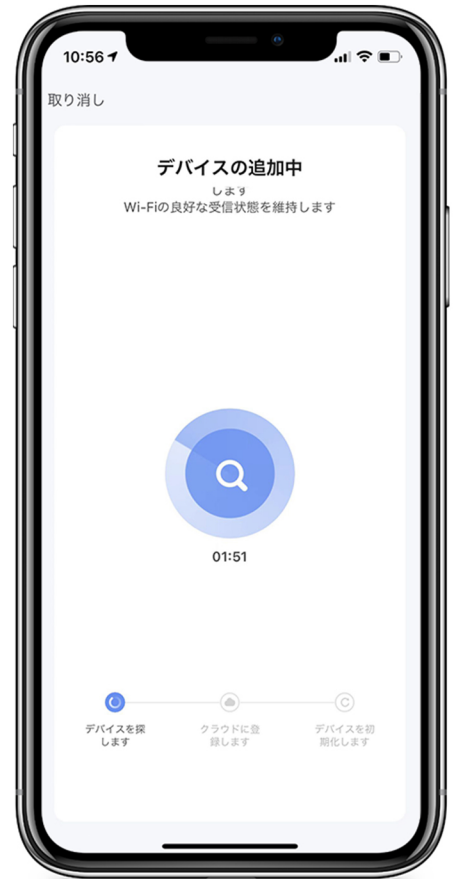 10:56
取り消し
デバイスの追加中
します
Wi-Fiの良好な受信状態を維持します
01:51
デバイスを探
します
クラウドに登
録します
デバイスを初
期化します